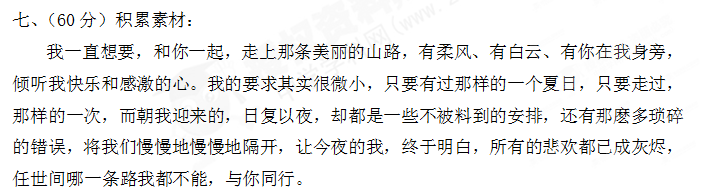 七、（60 分）积累素材：
我一直想要，和你一起，走上那条美丽的山路，有柔风、有白云、有你在我身旁，
倾听我快乐和感激的心。我的要求其实很微小，只要有过那样的一个夏日，只要走过，
那样的一次，而朝我迎来的，日复以夜，却都是一些不被料到的安排，还有那麽多琐碎
的错误，将我们慢慢地慢慢地隔开，让今夜的我，终于明白，所有的悲欢都已成灰烬，
任世间哪一条路我都不能，与你同行。